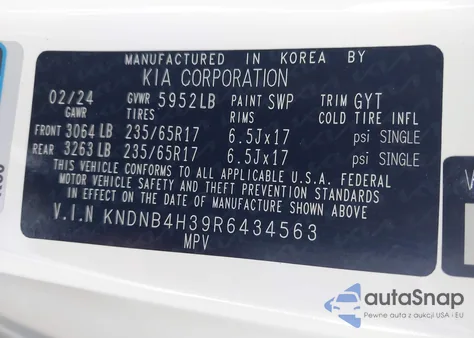 MANUFACTURED IN KOREA BY
KIA CORPORATION
02/24 GVWR 5952LB PAINT SWP TRIM GYT
GAWR TIRES RIMS COLD TIRE INFL
FRONT 3064 LB 235/65R17 6.5Jx17 psi SINGLE
REAR 3263 LB 235/65R17 6.5Jx17 psi SINGLE
THIS VEHICLE CONFORMS TO ALL APPLICABLE U.S.A. FEDERAL
MOTOR VEHICLE SAFETY AND THEFT PREVENTION STANDARDS
IN EFFECT ON THE DATE OF MANUFACTURE SHOWN ABOVE.
V.I.N KNDNB4H39R6434563
MPV
autoSnap
Pewne auta z aukcji USA i EU